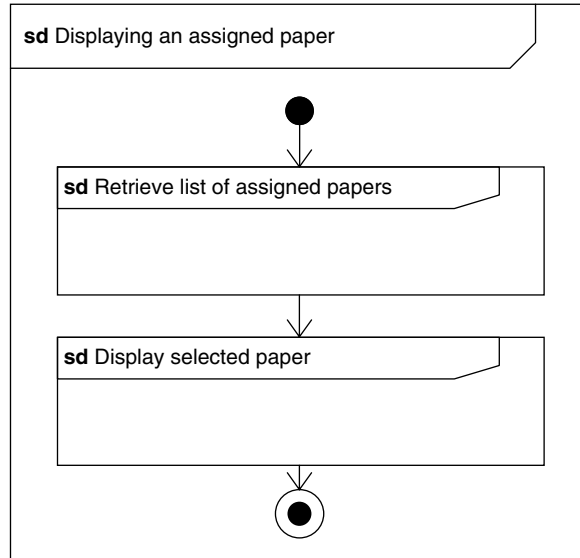 sd Displaying an assigned paper
sd Retrieve list of assigned papers
sd Display selected paper